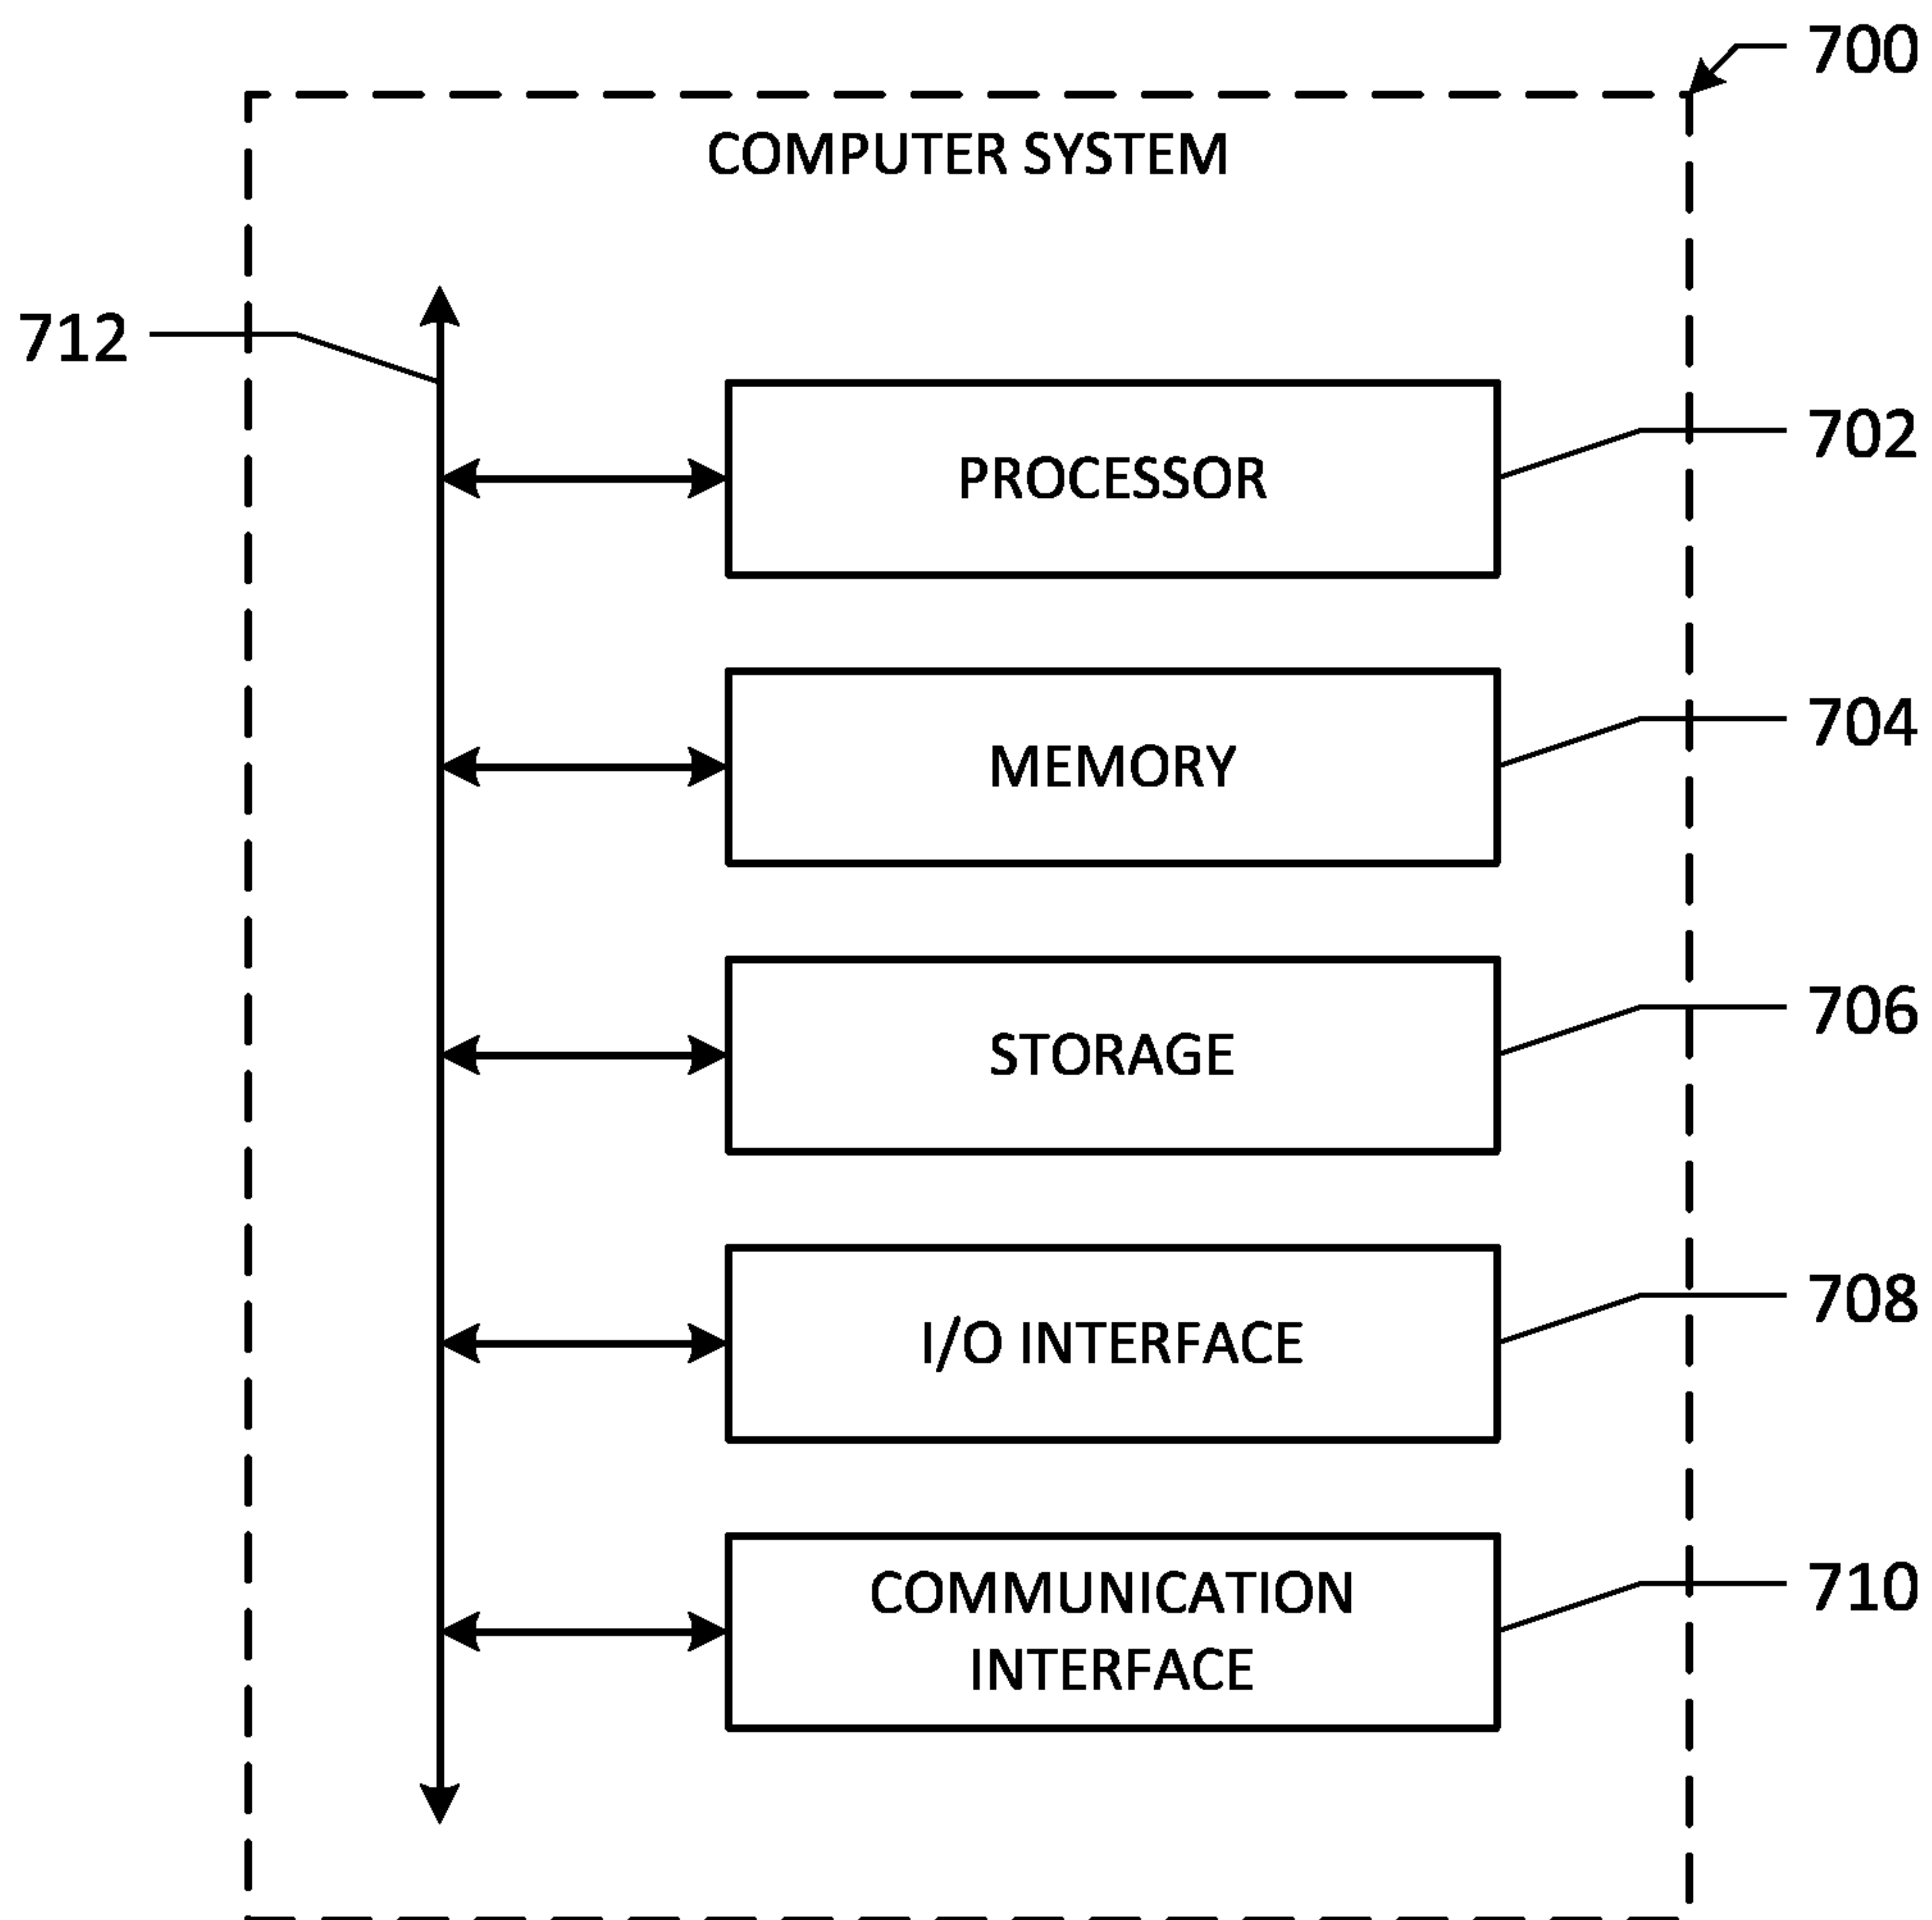 700
COMPUTER SYSTEM
712
702
PROCESSOR
704
MEMORY
706
STORAGE
708
I/O INTERFACE
710
COMMUNICATION
INTERFACE